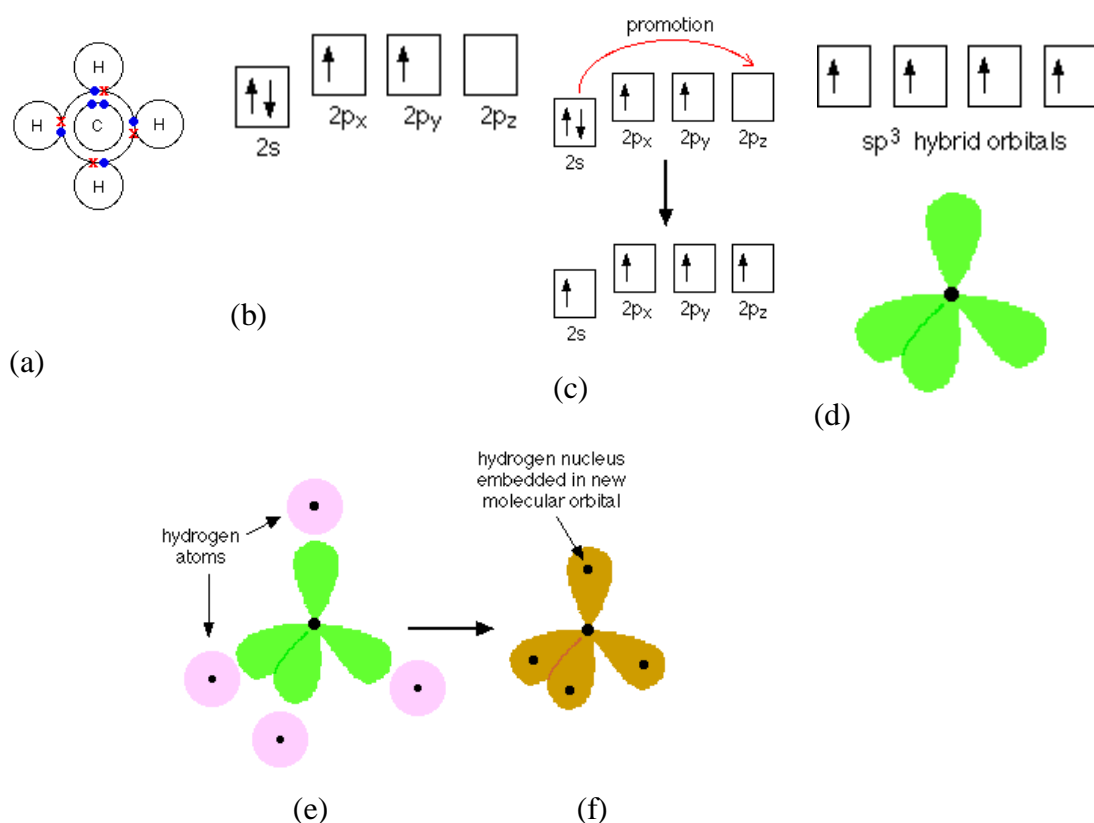 H
H
C
H
H
(a)
2s
2px
2py
2pz
(b)
promotion
2s
2px
2py
2pz
2s
2px
2py
2pz
(c)
sp3 hybrid orbitals
(d)
hydrogen
atoms
(e)
hydrogen nucleus
embedded in new
molecular orbital
(f)